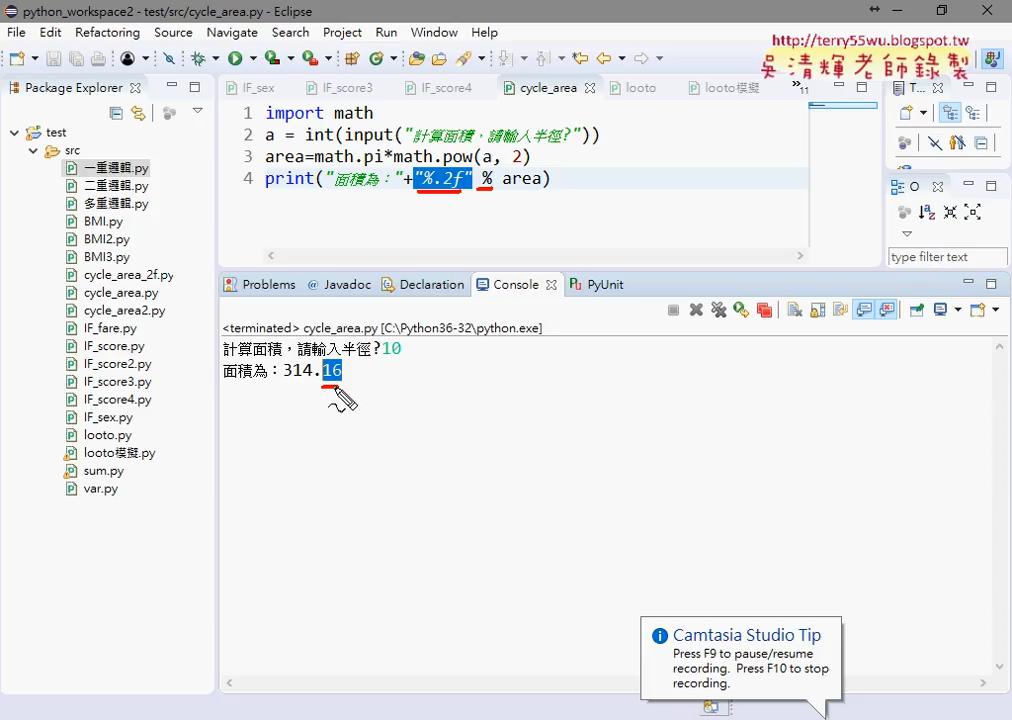 python_workspace2 - test/src/cycle_area.py - Eclipse
File Edit Refactoring Source Navigate Search Project Run Window Help
http://terry55wu.blogspot.tw
吳清輝老師錄製
Package Explorer
IF_sex IF_score3 IF_score4 cycle_area looto looto模擬 »11
T...
test
src
一重邏輯.py
二重邏輯.py
多重邏輯.py
BMI.py
BMI2.py
BMI3.py
cycle_area_2f.py
cycle_area.py
cycle_area2.py
IF_fare.py
IF_score.py
IF_score2.py
IF_score3.py
IF_score4.py
IF_sex.py
looto.py
looto模擬.py
sum.py
var.py
1 import math
2 a = int(input("計算面積，請輸入半徑?"))
3 area=math.pi*math.pow(a, 2)
4 print("面積為："+"%.2f" % area)
O
type filter text
Problems @ Javadoc Declaration Console PyUnit
<terminated> cycle_area.py [C:\Python36-32\python.exe]
計算面積，請輸入半徑?10
面積為：314.16
Camtasia Studio Tip
Press F9 to pause/resume
recording. Press F10 to stop
recording.